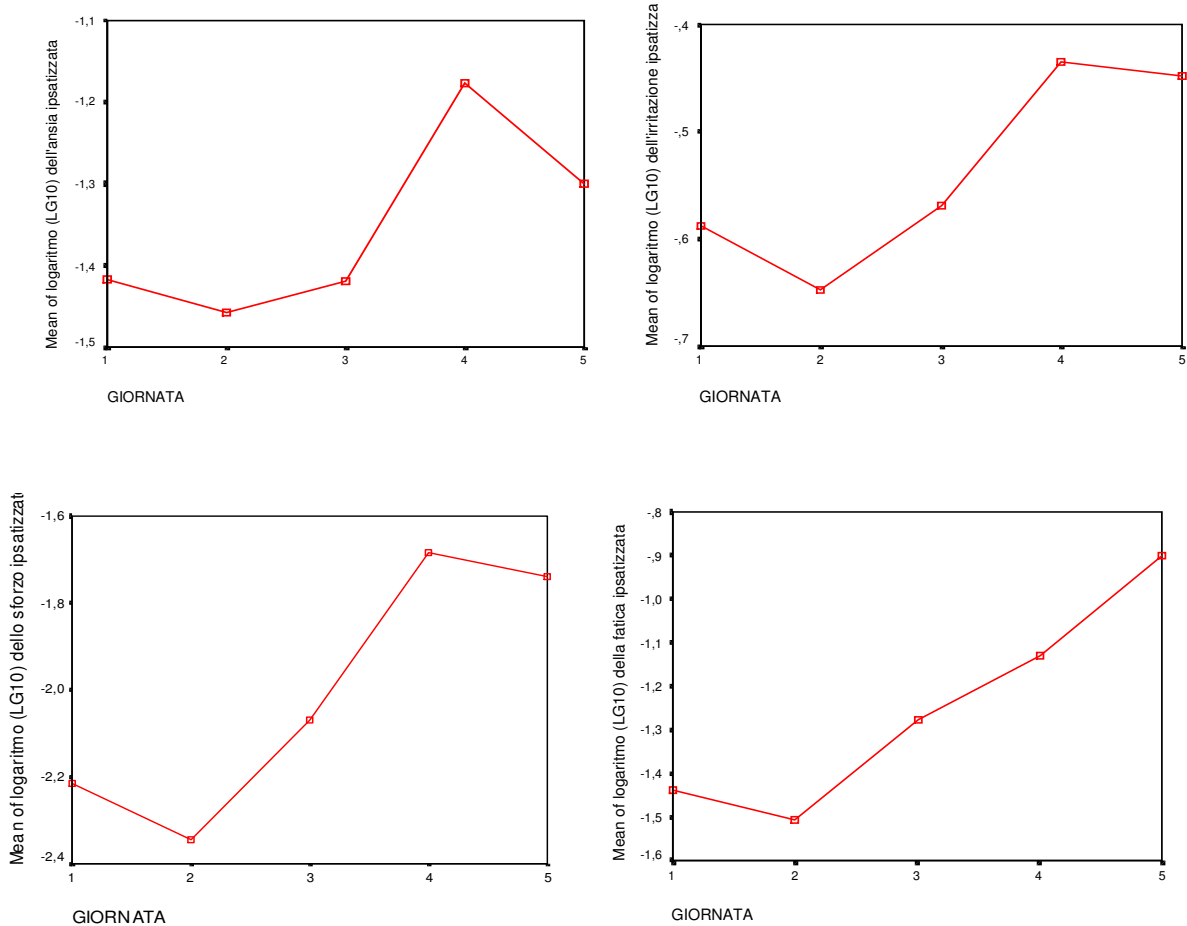 Mean of logaritmo (LG10) dell'ansia ipsatizzata
-1,1
-1,2
-1,3
-1,4
-1,5
1 2 3 4 5
GIORNATA
Mean of logaritmo (LG10) dell'irritazione ipsatizza
-,4
-,5
-,6
-,7
1 2 3 4 5
GIORNATA
Mean of logaritmo (LG10) dello sforzo ipsatizzat
-1,6
-1,8
-2,0
-2,2
-2,4
1 2 3 4 5
GIORNATA
Mean of logaritmo (LG10) della fatica ipsatizzata
-,8
-,9
-1,0
-1,1
-1,2
-1,3
-1,4
-1,5
-1,6
1 2 3 4 5
GIORNATA